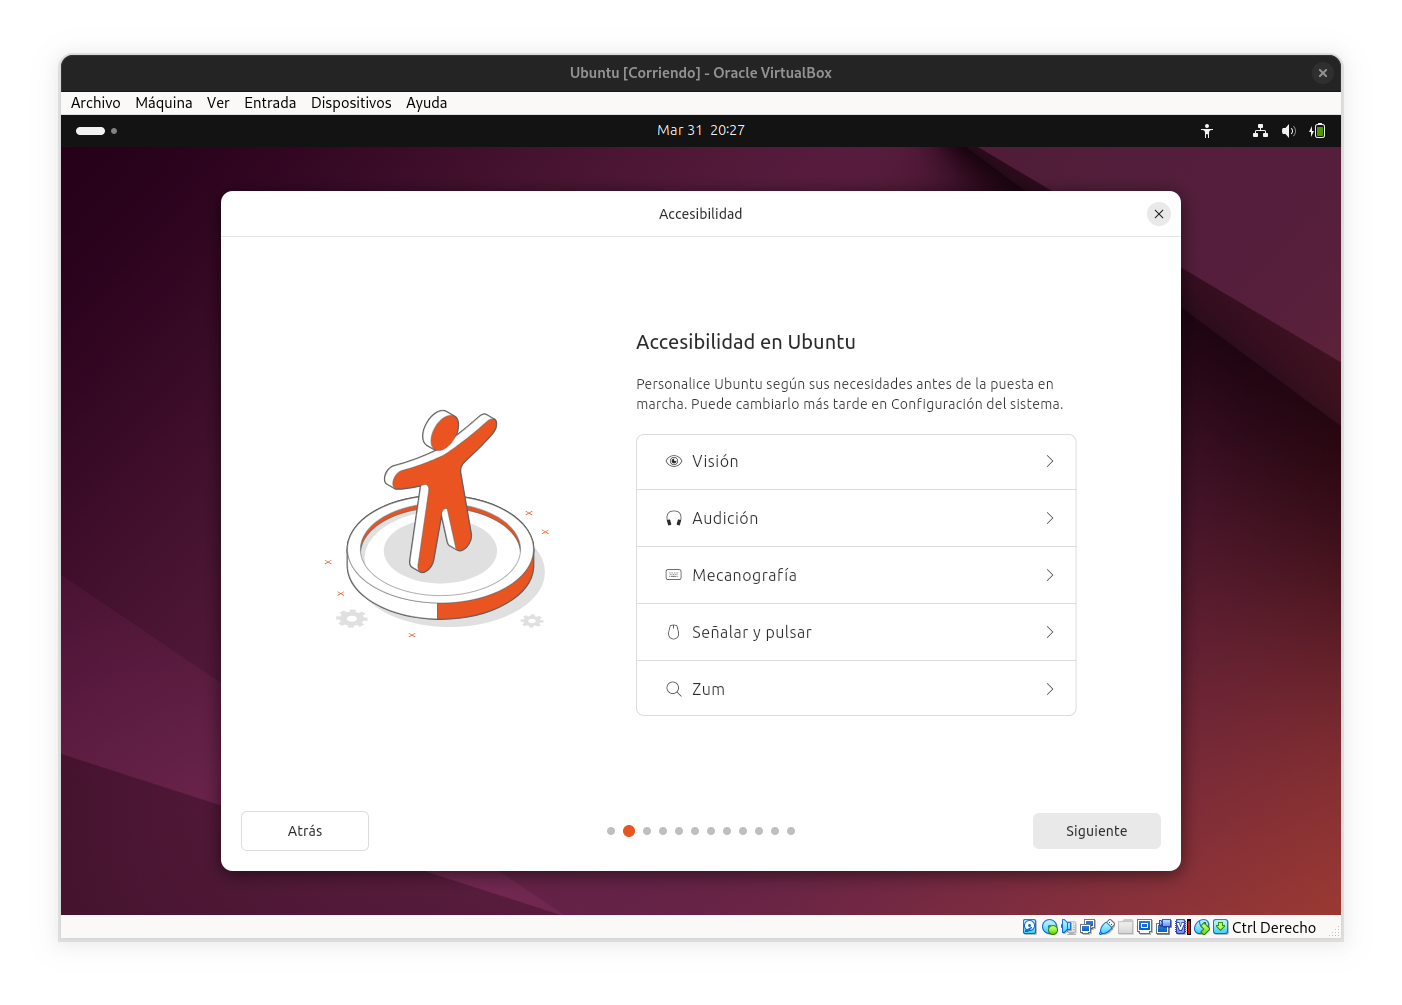 Ubuntu [Corriendo] - Oracle VirtualBox
Archivo Máquina Ver Entrada Dispositivos Ayuda
Mar 31 20:27
Accesibilidad
Accesibilidad en Ubuntu
Personalice Ubuntu según sus necesidades antes de la puesta en
marcha. Puede cambiarlo más tarde en Configuración del sistema.
Visión
Audición
Mecanografía
Señalar y pulsar
Zum
Atrás
Siguiente
Ctrl Derecho